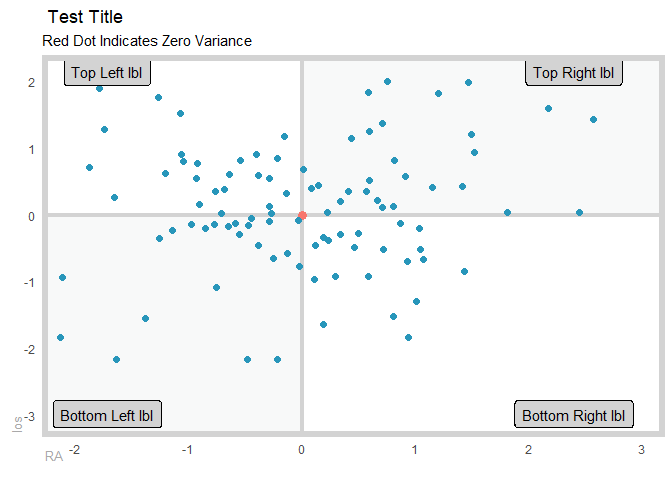 Test Title
Red Dot Indicates Zero Variance
Top Left lbl
Top Right lbl
2
1
0
-1
-2
-3
Bottom Left lbl
Bottom Right lbl
los
-2
-1
0
1
2
3
RA